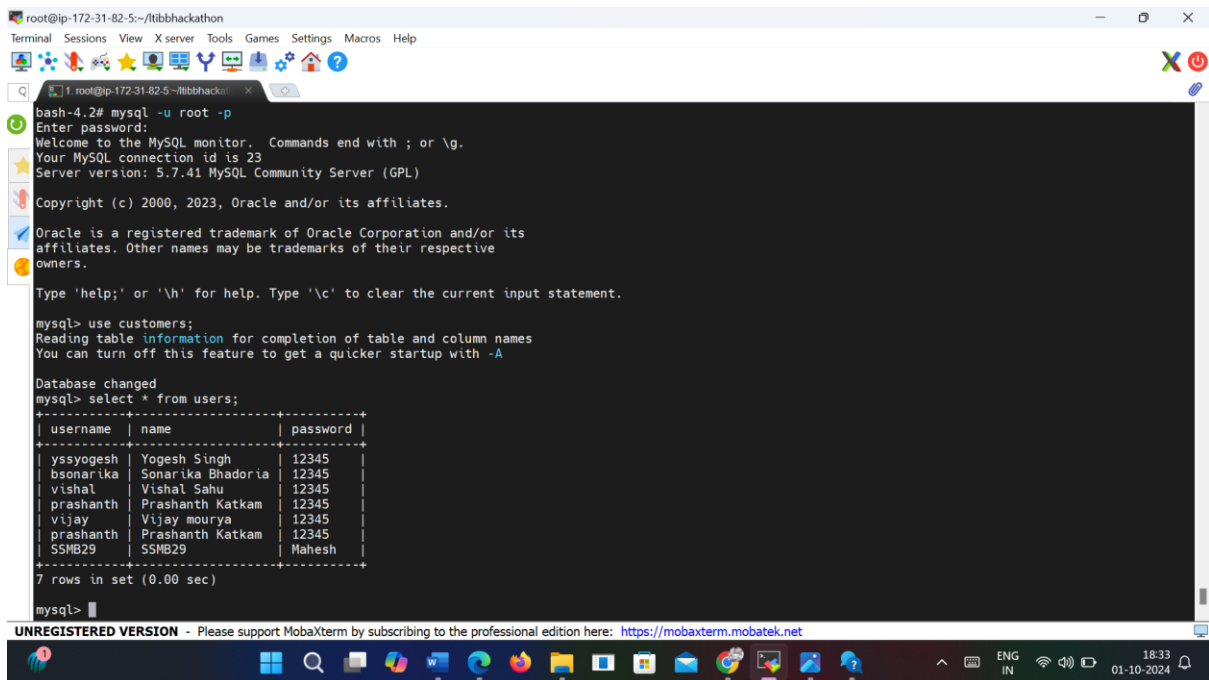 root@ip-172-31-82-5:~/ltibbhackathon
Terminal Sessions View X server Tools Games Settings Macros Help
1. root@ip-172-31-82-5:~/ltibbhackat
bash-4.2# mysql -u root -p
Enter password:
Welcome to the MySQL monitor.  Commands end with ; or \g.
Your MySQL connection id is 23
Server version: 5.7.41 MySQL Community Server (GPL)
Copyright (c) 2000, 2023, Oracle and/or its affiliates.
Oracle is a registered trademark of Oracle Corporation and/or its
affiliates. Other names may be trademarks of their respective
owners.
Type 'help;' or '\h' for help. Type '\c' to clear the current input statement.
mysql> use customers;
Reading table information for completion of table and column names
You can turn off this feature to get a quicker startup with -A
Database changed
mysql> select * from users;
+-----------+-------------------+----------+
| username  | name              | password |
+-----------+-------------------+----------+
| yssyogesh | Yogesh Singh      | 12345    |
| bsonarika | Sonarika Bhadoria | 12345    |
| vishal    | Vishal Sahu       | 12345    |
| prashanth | Prashanth Katkam  | 12345    |
| vijay     | Vijay mourya      | 12345    |
| prashanth | Prashanth Katkam  | 12345    |
| SSMB29    | SSMB29            | Mahesh   |
+-----------+-------------------+----------+
7 rows in set (0.00 sec)
mysql>
UNREGISTERED VERSION - Please support MobaXterm by subscribing to the professional edition here: https://mobaxterm.mobatek.net
1
ENG
IN
18:33
01-10-2024